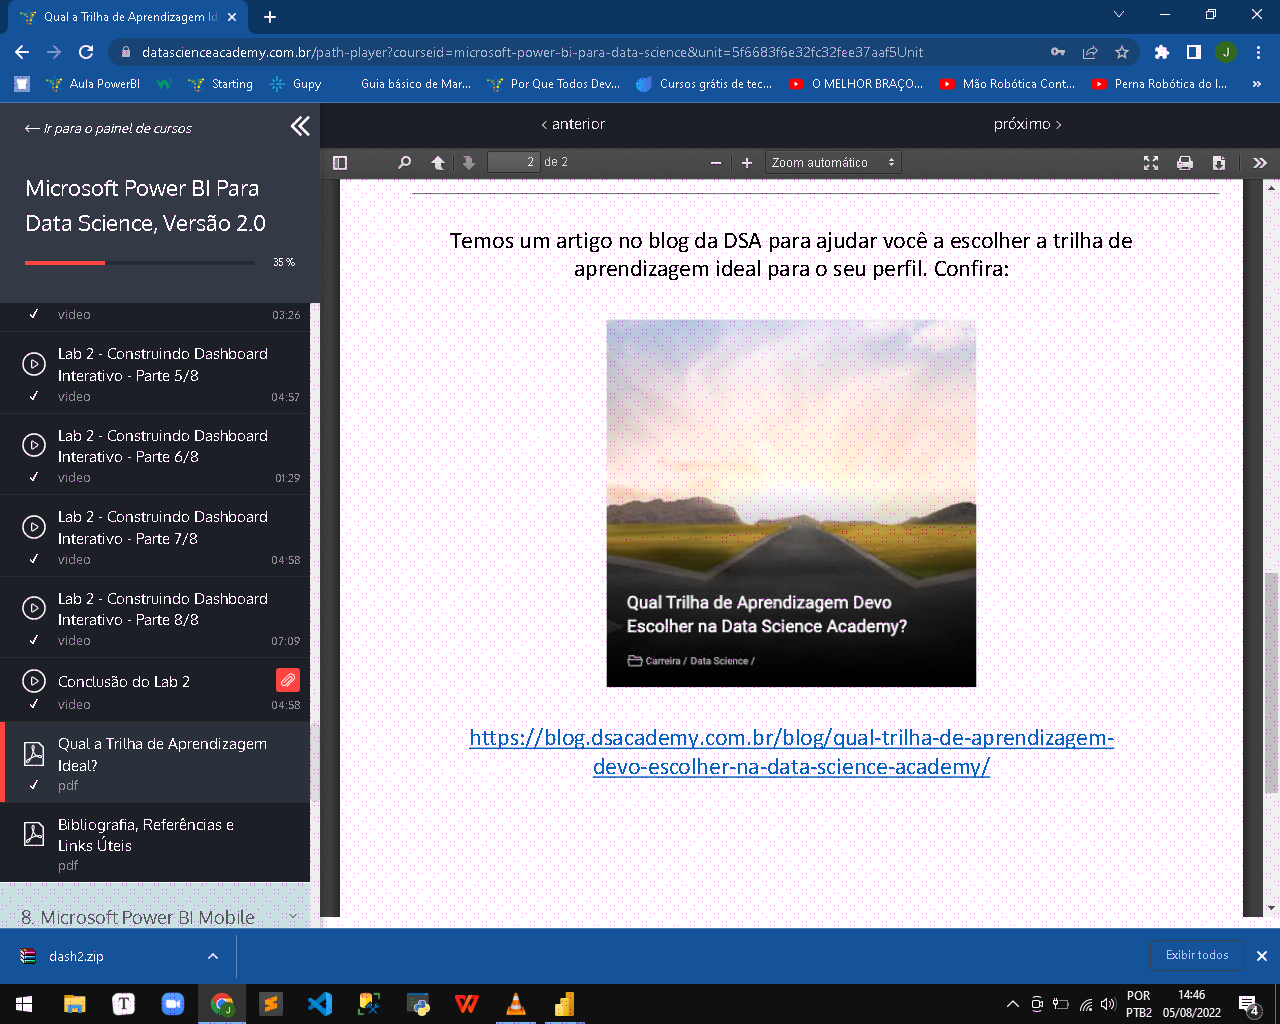 Qual a Trilha de Aprendizagem Id
datascienceacademy.com.br/path-player?courseid=microsoft-power-bi-para-data-science&unit=5f6683f6e32fc32fee37aaf5Unit
J
Aula PowerBI
Starting
Gupy
Guia básico de Mar...
Por Que Todos Dev...
Cursos grátis de tec...
O MELHOR BRAÇO...
Mão Robótica Cont...
Perna Robótica do I...
»
← Ir para o painel de cursos
‹ anterior
próximo ›
2 de 2
Zoom automático
Microsoft Power BI Para
Data Science, Versão 2.0
35 %
video 03:26
Lab 2 - Construindo Dashboard
Interativo - Parte 5/8
video 04:57
Lab 2 - Construindo Dashboard
Interativo - Parte 6/8
video 01:29
Lab 2 - Construindo Dashboard
Interativo - Parte 7/8
video 04:58
Lab 2 - Construindo Dashboard
Interativo - Parte 8/8
video 07:09
Conclusão do Lab 2
video 04:58
Qual a Trilha de Aprendizagem
Ideal?
pdf
Bibliografia, Referências e
Links Úteis
pdf
8. Microsoft Power BI Mobile
Temos um artigo no blog da DSA para ajudar você a escolher a trilha de
aprendizagem ideal para o seu perfil. Confira:
Qual Trilha de Aprendizagem Devo
Escolher na Data Science Academy?
Carreira / Data Science /
https://blog.dsacademy.com.br/blog/qual-trilha-de-aprendizagem-
devo-escolher-na-data-science-academy/
dash2.zip
Exibir todos
POR
PTB2
14:46
05/08/2022
4